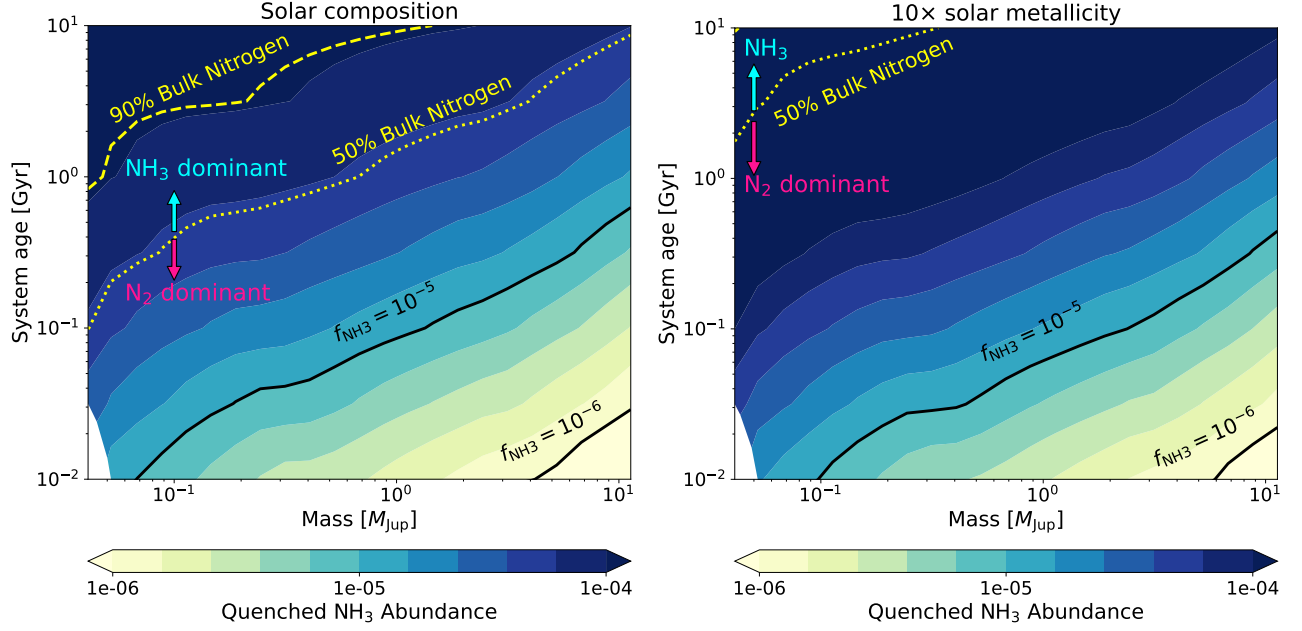 Solar composition
System age [Gyr]
10¹
10⁰
10⁻¹
10⁻²
90% Bulk Nitrogen
50% Bulk Nitrogen
NH₃ dominant
N₂ dominant
f_NH3 = 10⁻⁵
f_NH3 = 10⁻⁶
10⁻¹ 10⁰ 10¹
Mass [M_Jup]
1e-06 1e-05 1e-04
Quenched NH₃ Abundance
10× solar metallicity
System age [Gyr]
10¹
10⁰
10⁻¹
10⁻²
NH₃
50% Bulk Nitrogen
N₂ dominant
f_NH3 = 10⁻⁵
f_NH3 = 10⁻⁶
10⁻¹ 10⁰ 10¹
Mass [M_Jup]
1e-06 1e-05 1e-04
Quenched NH₃ Abundance